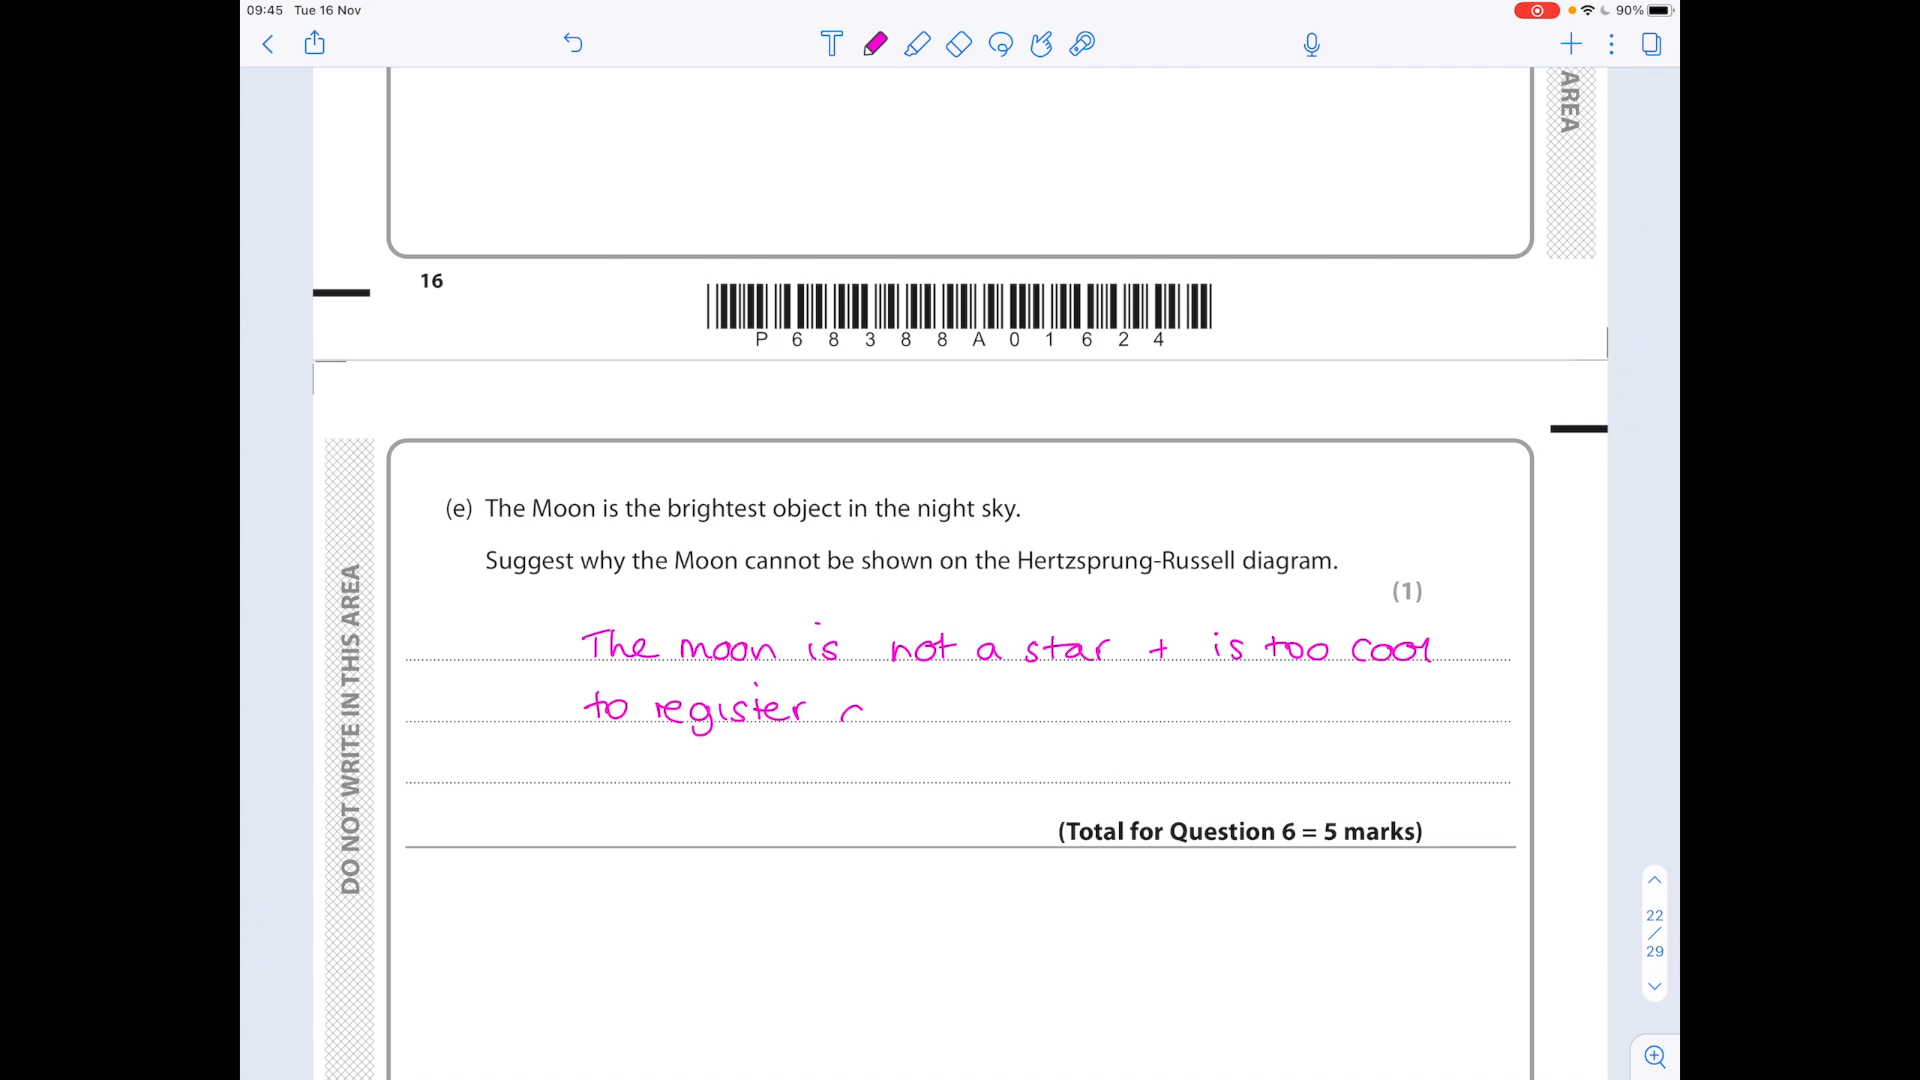 09:45 Tue 16 Nov
90%
AREA
16
P 6 8 3 8 8 A 0 1 6 2 4
DO NOT WRITE IN THIS AREA
(e) The Moon is the brightest object in the night sky.
Suggest why the Moon cannot be shown on the Hertzsprung-Russell diagram.
(1)
The moon is not a star + is too cool
to register
(Total for Question 6 = 5 marks)
22
/
29